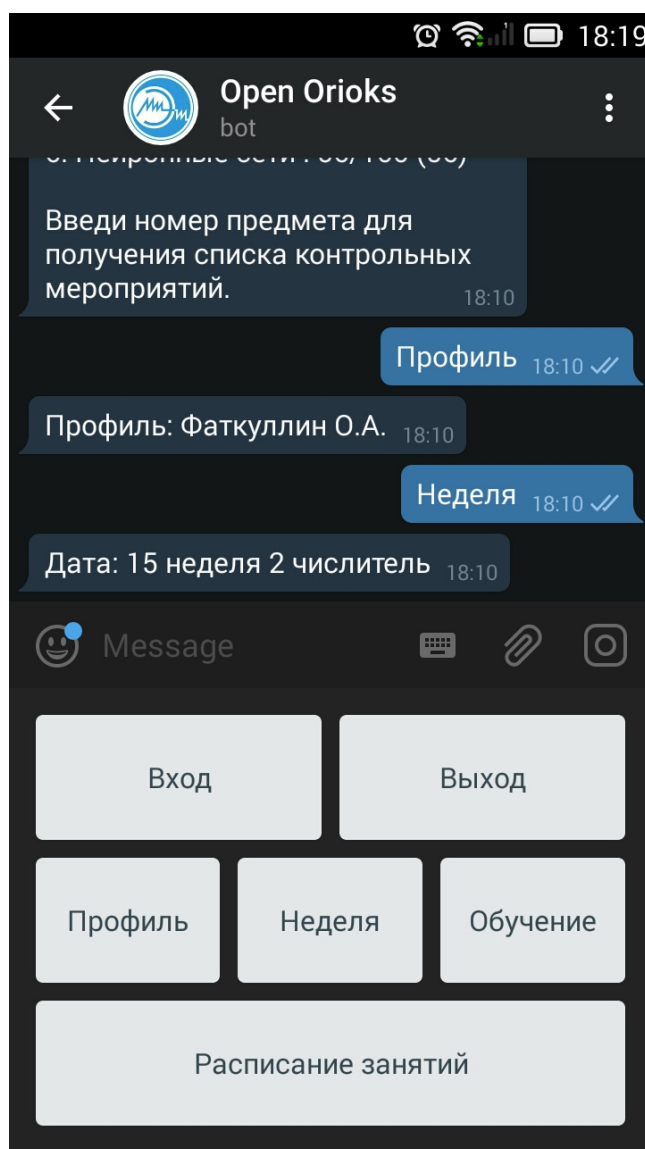 18:19
Open Orioks
bot
Введи номер предмета для
получения списка контрольных
мероприятий.
18:10
Профиль 18:10
Профиль: Фаткуллин О.А. 18:10
Неделя 18:10
Дата: 15 неделя 2 числитель 18:10
Message
Вход Выход
Профиль Неделя Обучение
Расписание занятий